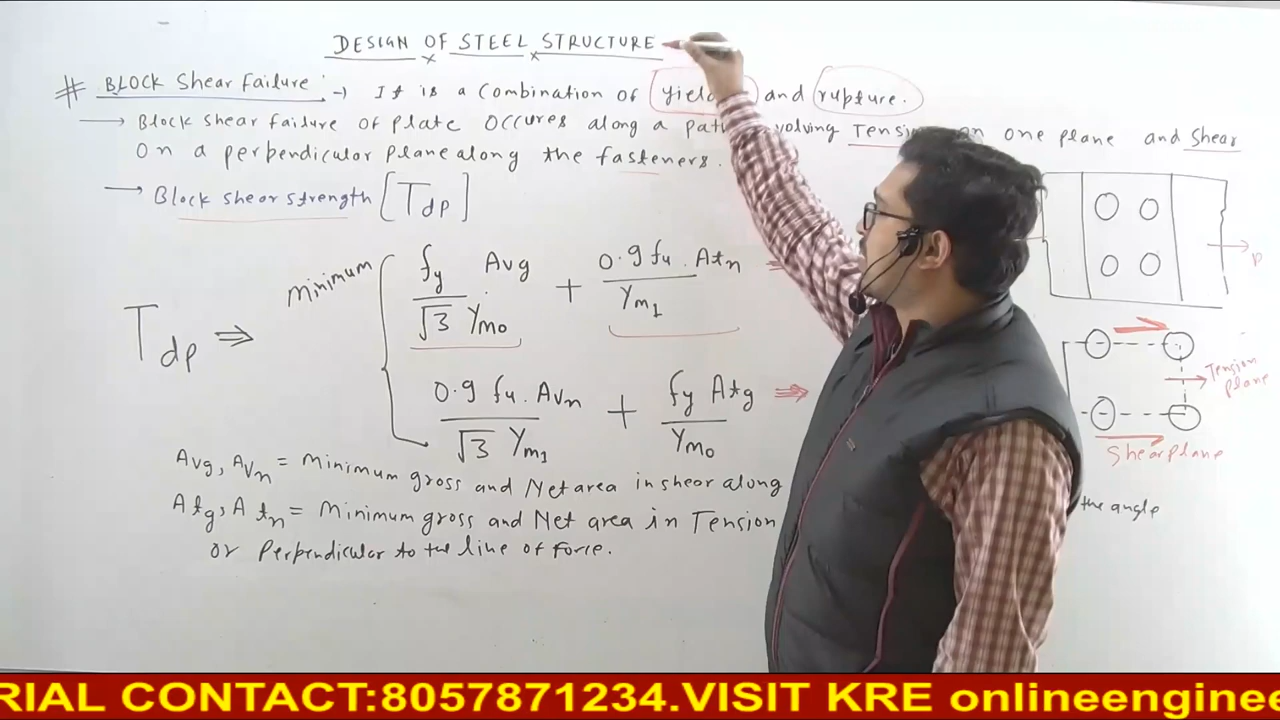 DESIGN OF STEEL STRUCTURE
# BLOCK Shear Failure :→ It is a Combination of yield and rupture.
→ Block shear failure of plate occures along a path volving Tension on one plane and shear
on a perpendicular plane along the fasteners.
→ Block shear strength [Tdp]
Tdp ⇒ minimum { fy Avg / √3 Ym0 + 0.9 fu . Atn / Ym1 ⇒
0.9 fu. Avn / √3 Ym1 + fy Atg / Ym0 ⇒
Avg, Avn = Minimum gross and Net area in shear along
Atg, Atn = Minimum gross and Net area in Tension the angle
or Perpendicular to the line of force.
P
Tension
plane
Shear plane
RIAL CONTACT:8057871234.VISIT KRE onlineenginee